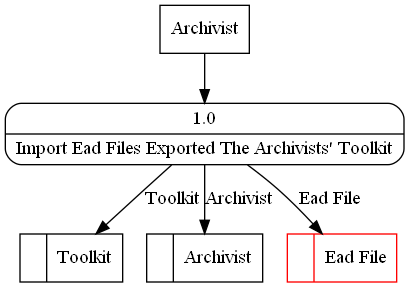 Archivist
1.0
Import Ead Files Exported The Archivists' Toolkit
Toolkit
Archivist
Ead File
Toolkit
Archivist
Ead File